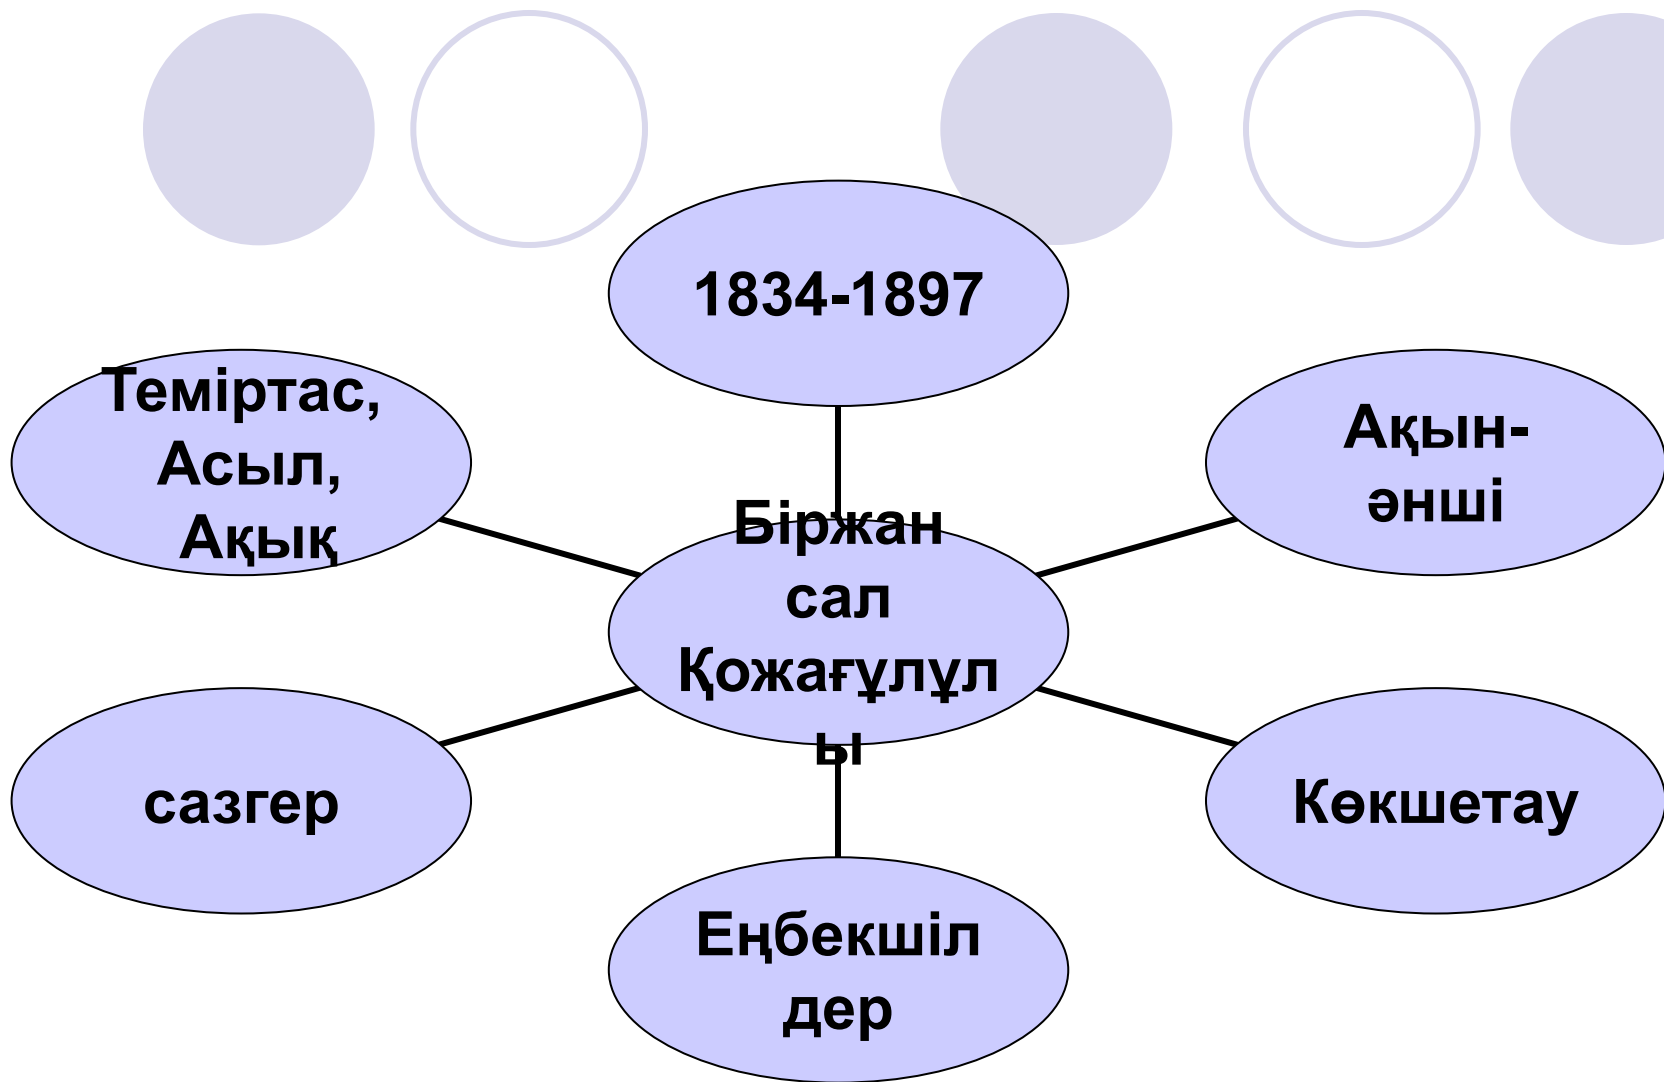 1834-1897
Теміртас,
Асыл,
Ақық
Ақын-
әнші
Біржан
сал
Қожағұлұл
ы
сазгер
Көкшетау
Еңбекшіл
дер